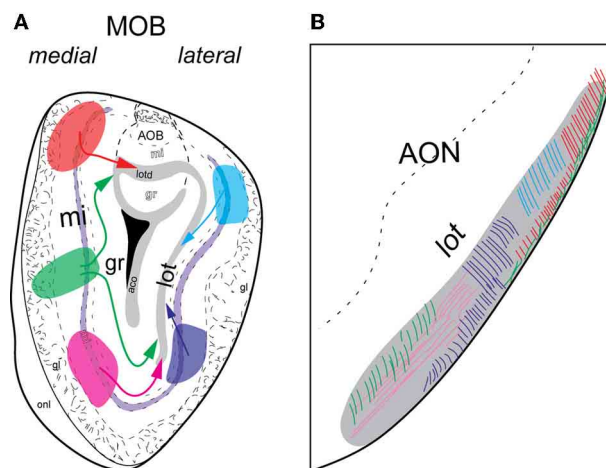 A
MOB
medial
lateral
AOB
mi
lotd
gr
mi
gr
lot
aco
gl
gl
onl
B
AON
lot